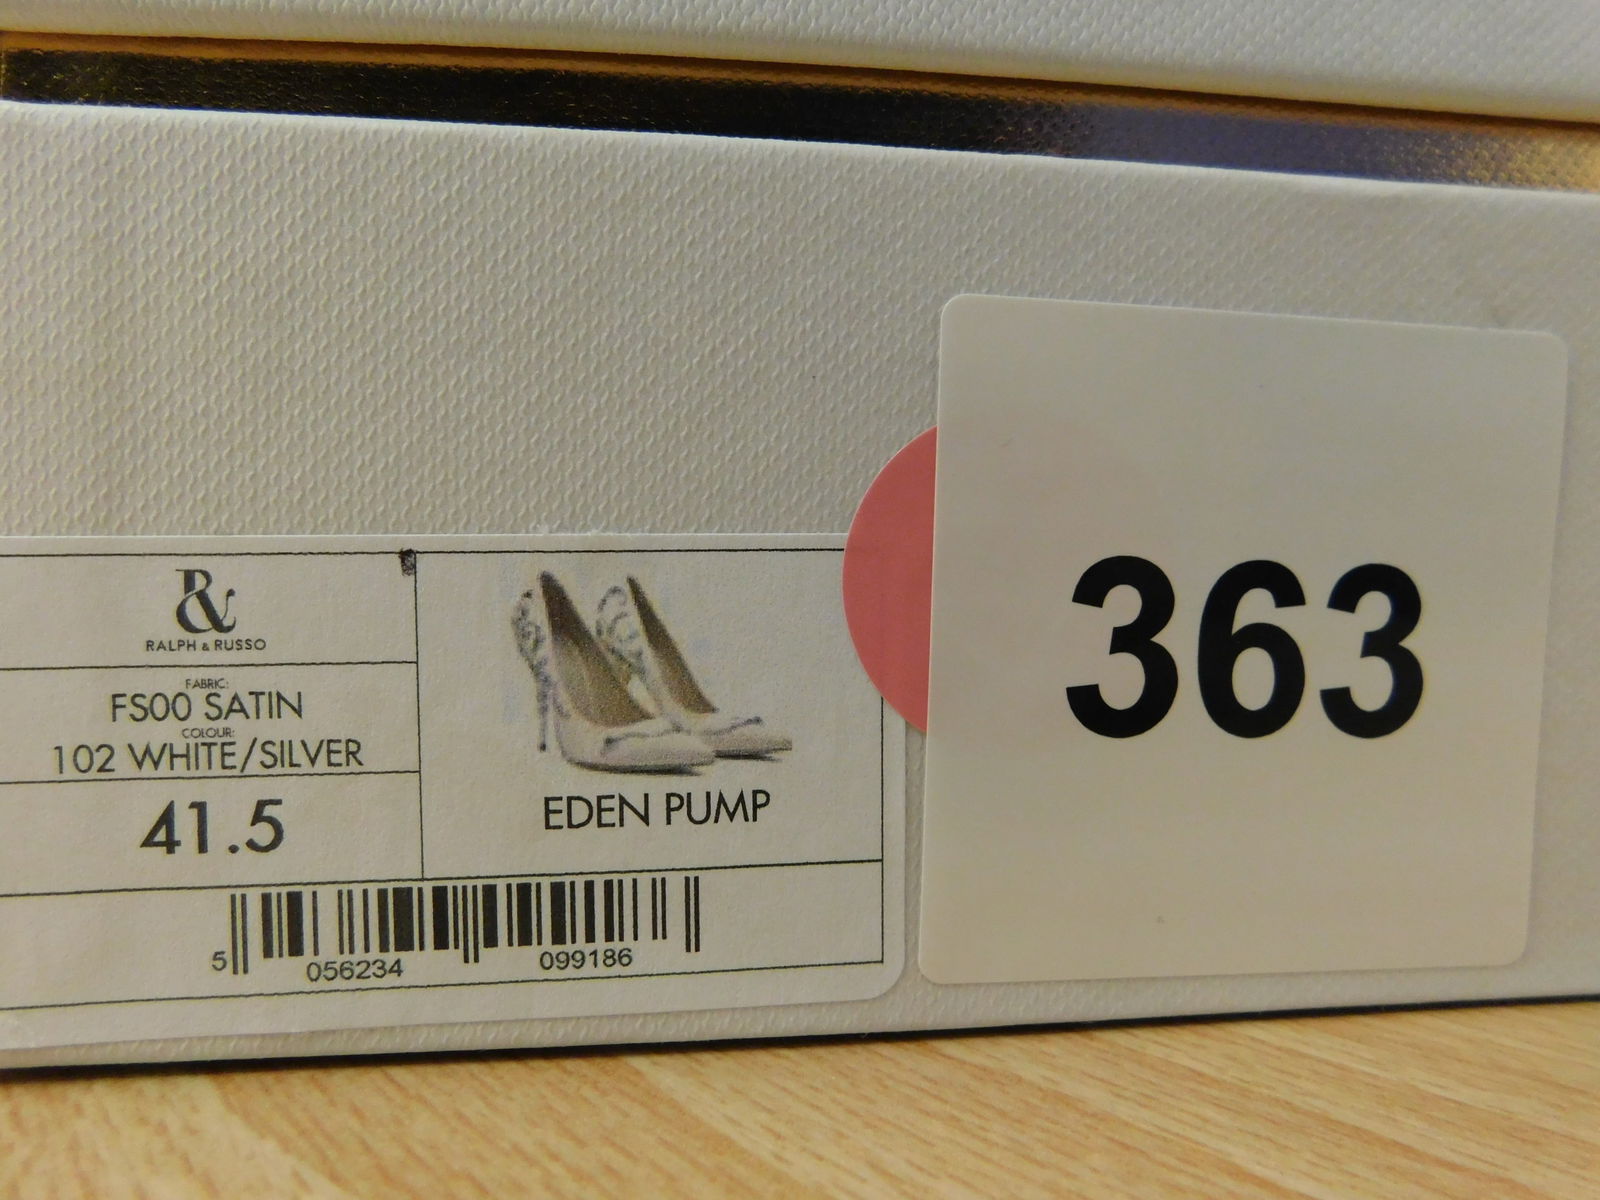 &
RALPH & RUSSO
FABRIC:
FS00 SATIN
COLOUR:
102 WHITE/SILVER
41.5
EDEN PUMP
5 056234 099186
363